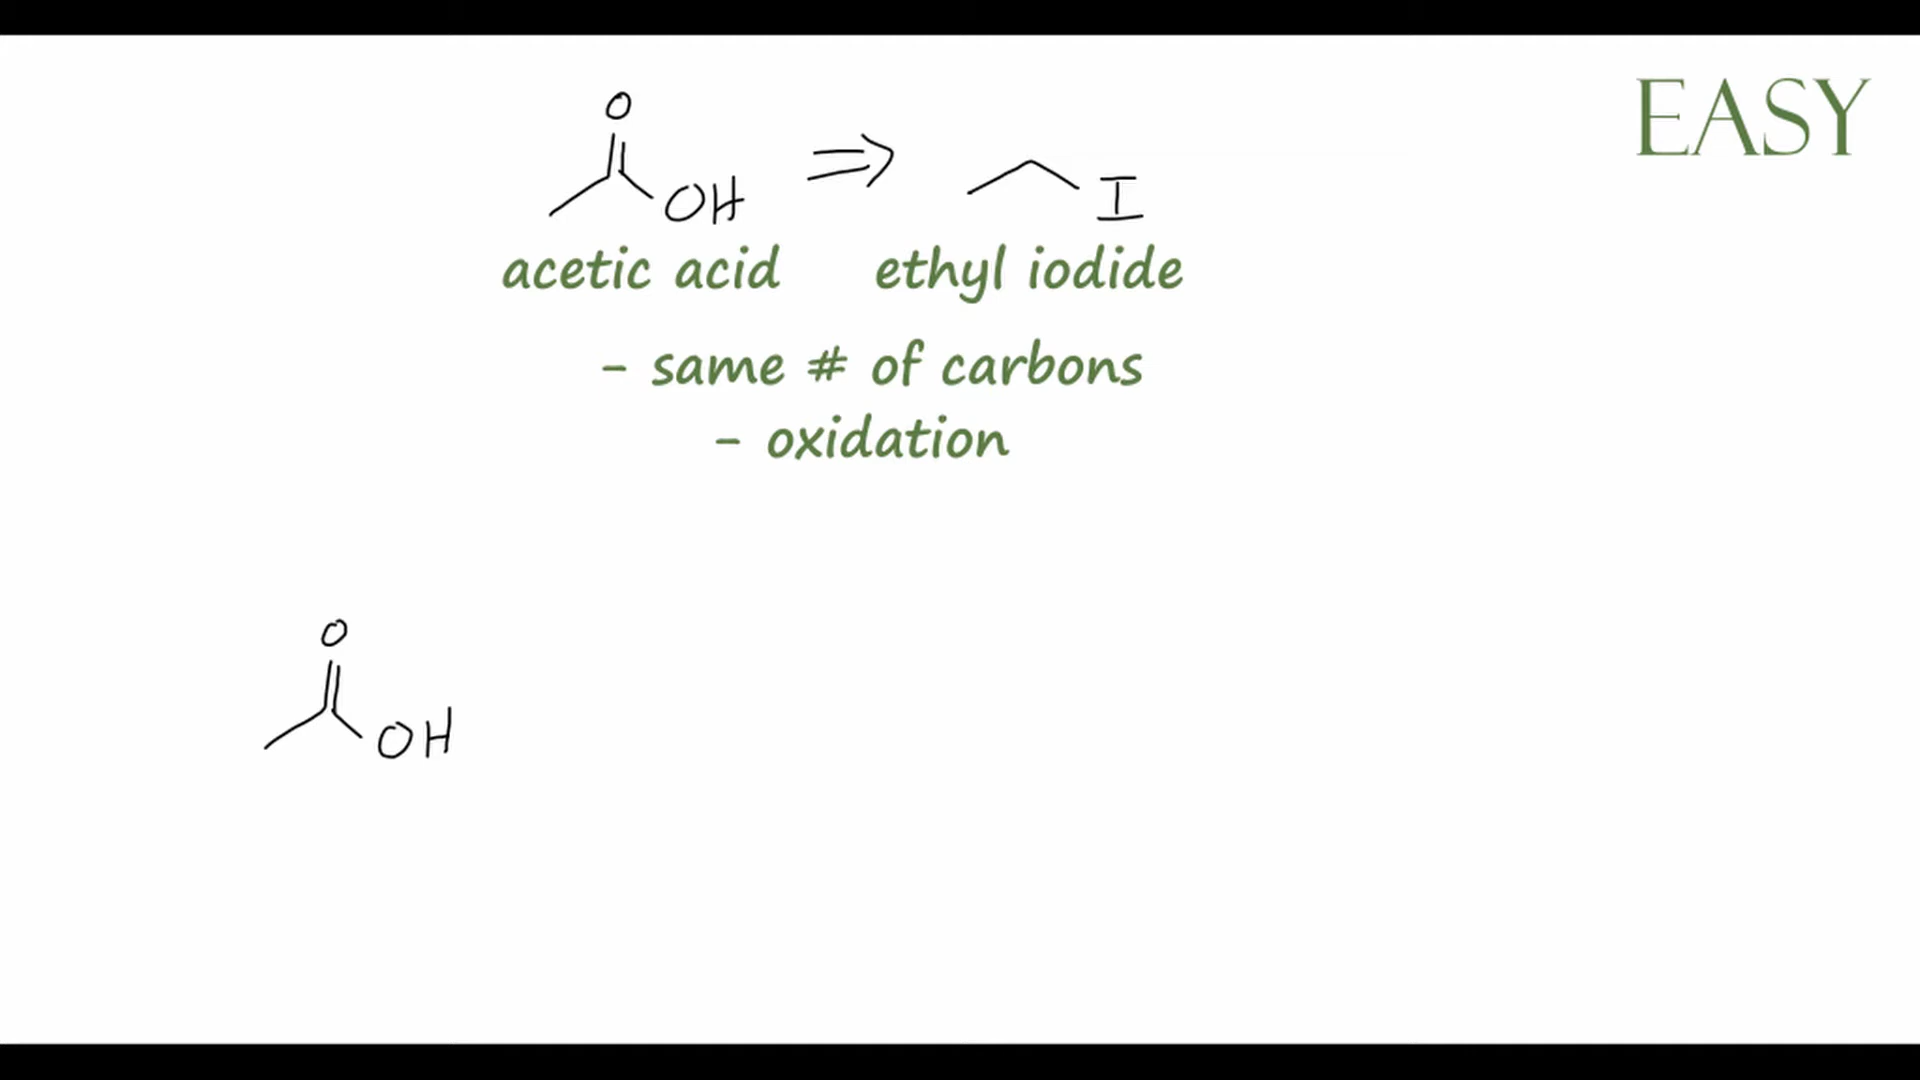 EASY
O
OH
I
acetic acid
ethyl iodide
- same # of carbons
- oxidation
O
OH